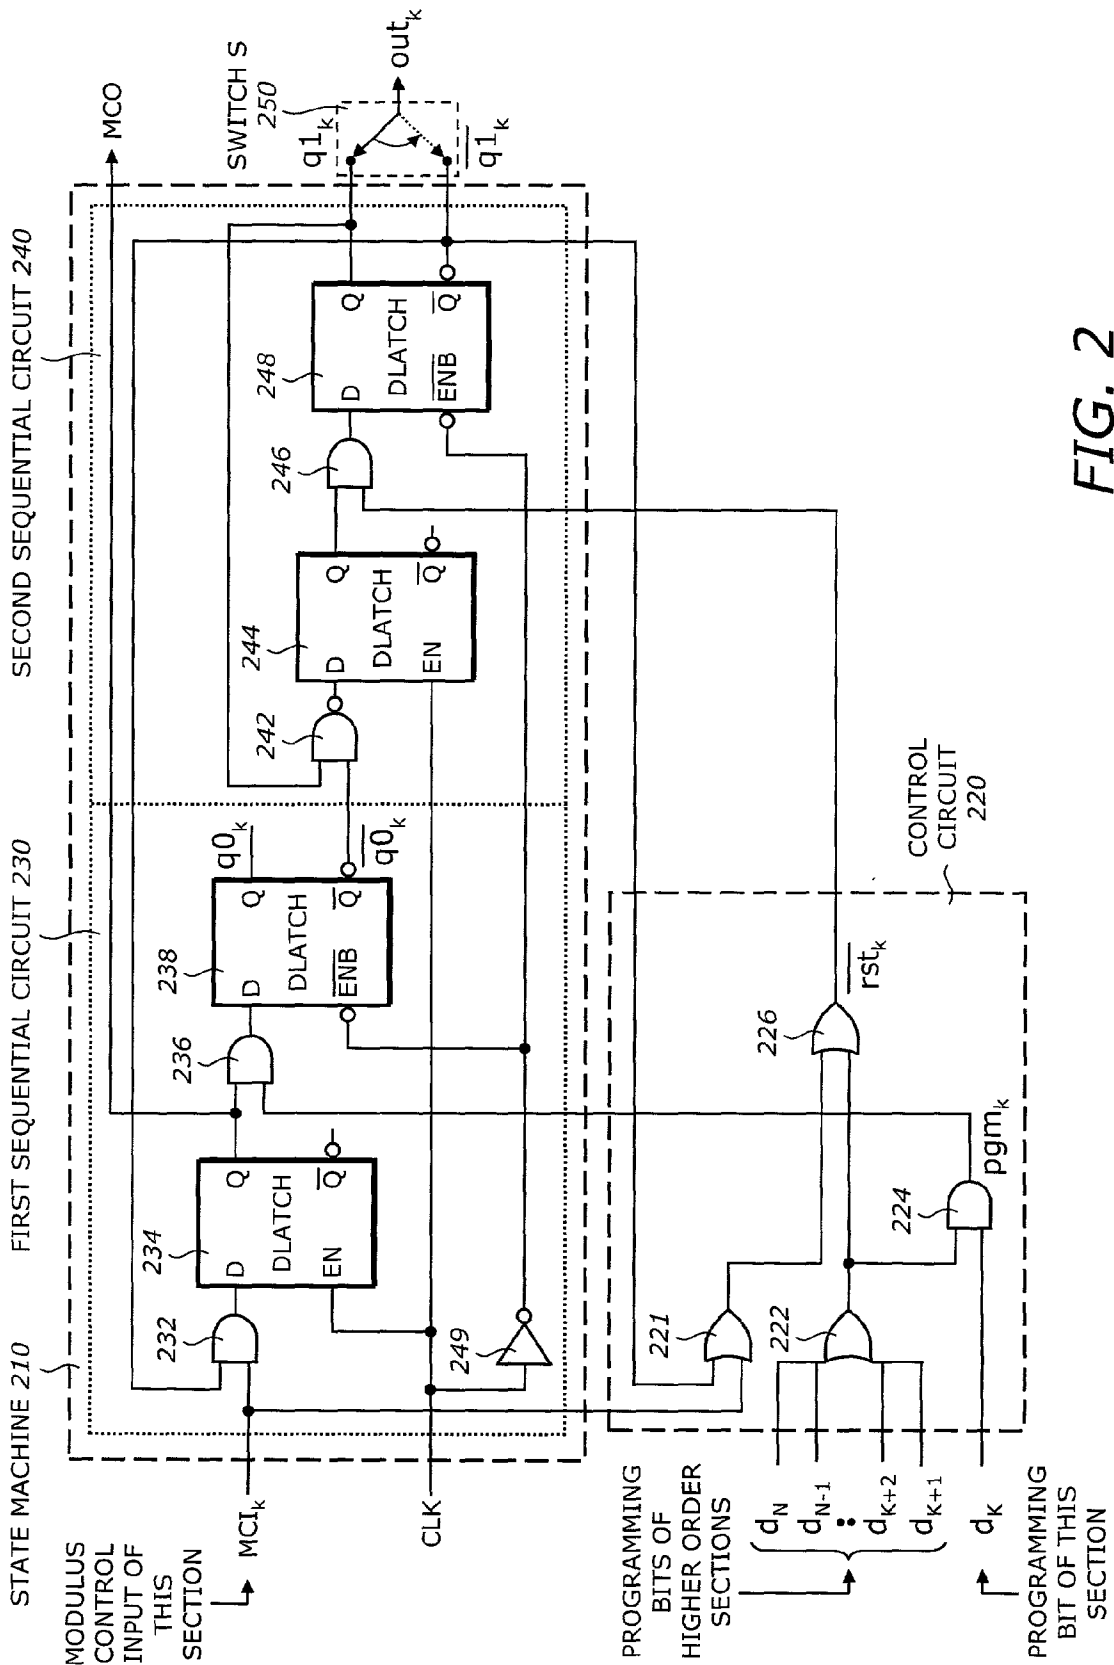 STATE MACHINE 210
FIRST SEQUENTIAL CIRCUIT 230
SECOND SEQUENTIAL CIRCUIT 240
MCO
SWITCH S
250
q1k
q1k
outk
MODULUS
CONTROL
INPUT OF
THIS
SECTION
MCIk
CLK
232
234
D
Q
DLATCH
EN
Q
236
238
D
Q
DLATCH
ENB
Q
q0k
q0k
242
244
D
Q
DLATCH
EN
Q
246
248
D
Q
DLATCH
ENB
Q
249
CONTROL
CIRCUIT
220
221
222
224
226
rstk
pgmk
PROGRAMMING
BITS OF
HIGHER ORDER
SECTIONS
dN
dN-1
dK+2
dK+1
dK
PROGRAMMING
BIT OF THIS
SECTION
FIG. 2